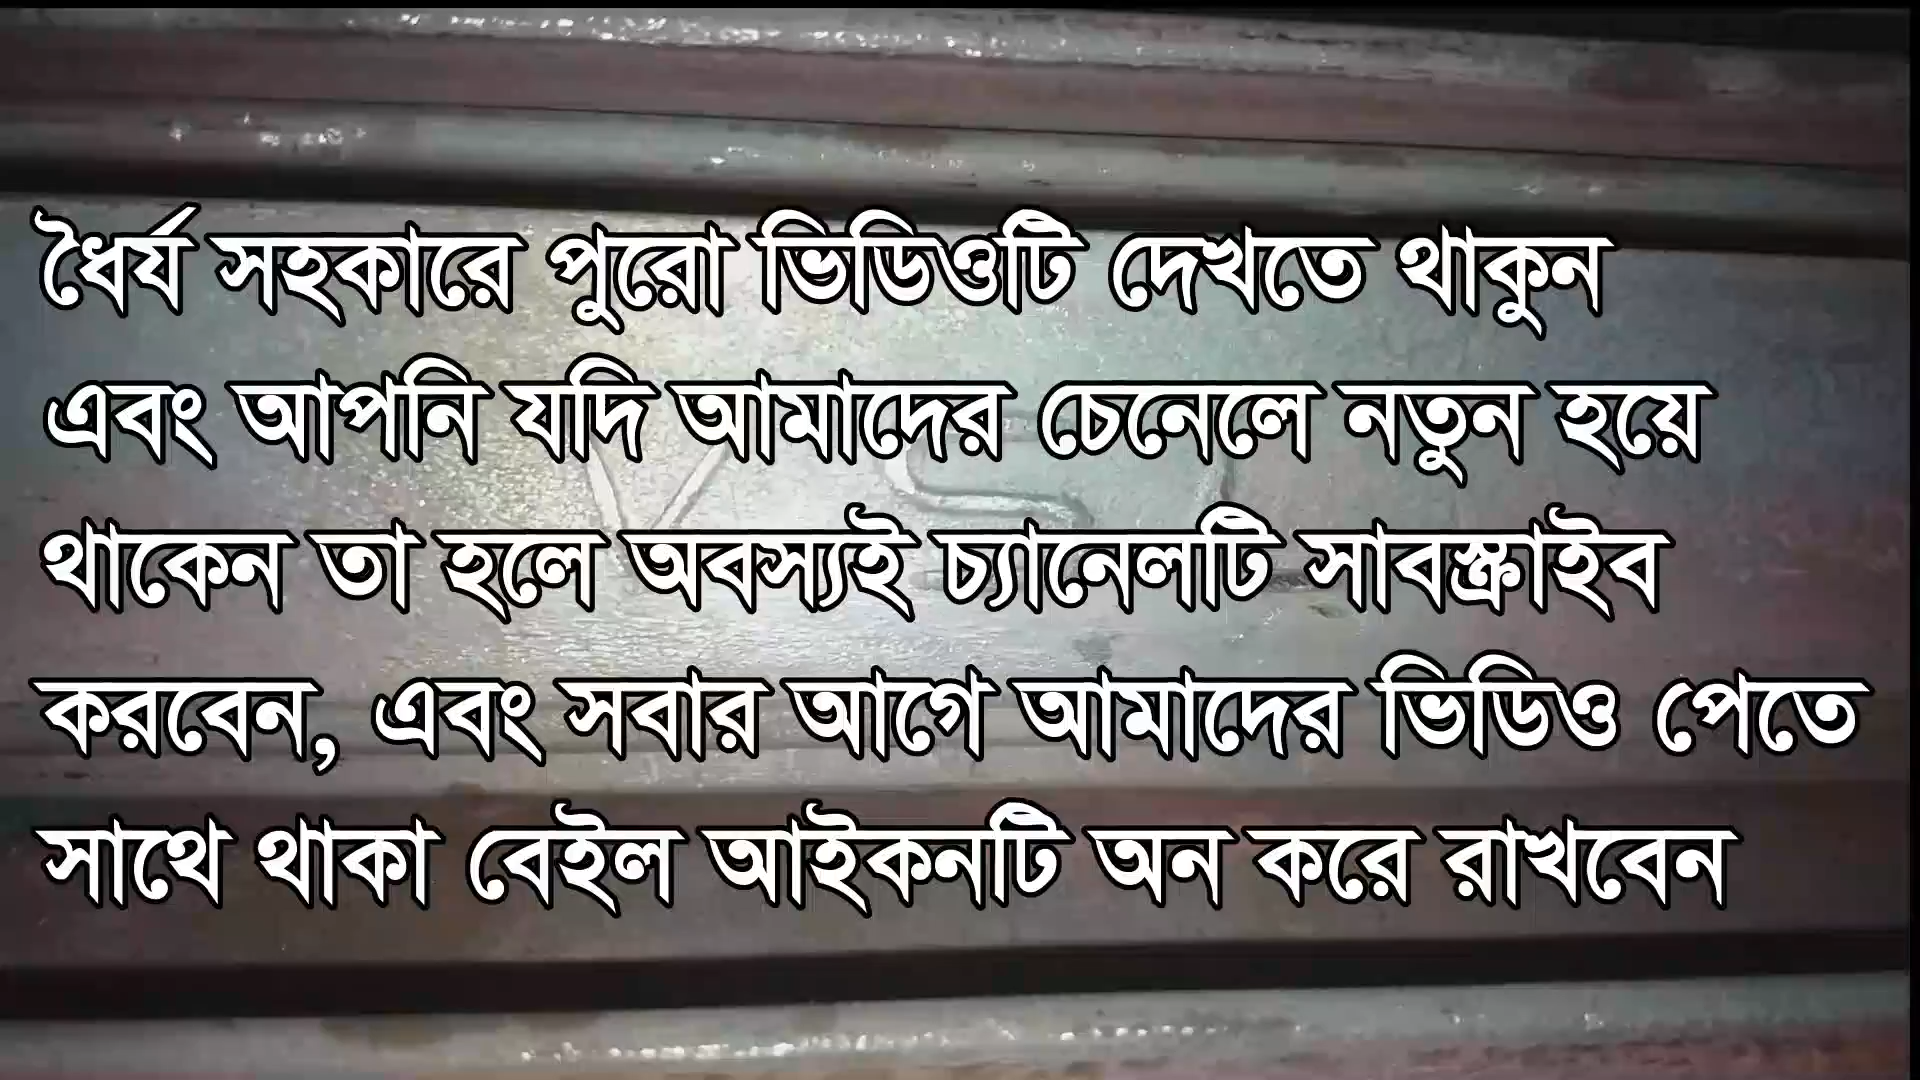 ধৈর্য সহকারে পুরো ভিডিওটি দেখতে থাকুন
এবং আপনি যদি আমাদের চেনেলে নতুন হয়ে
থাকেন তা হলে অবস্যই চ্যানেলটি সাবস্ক্রাইব
করবেন, এবং সবার আগে আমাদের ভিডিও পেতে
সাথে থাকা বেইল আইকনটি অন করে রাখবেন